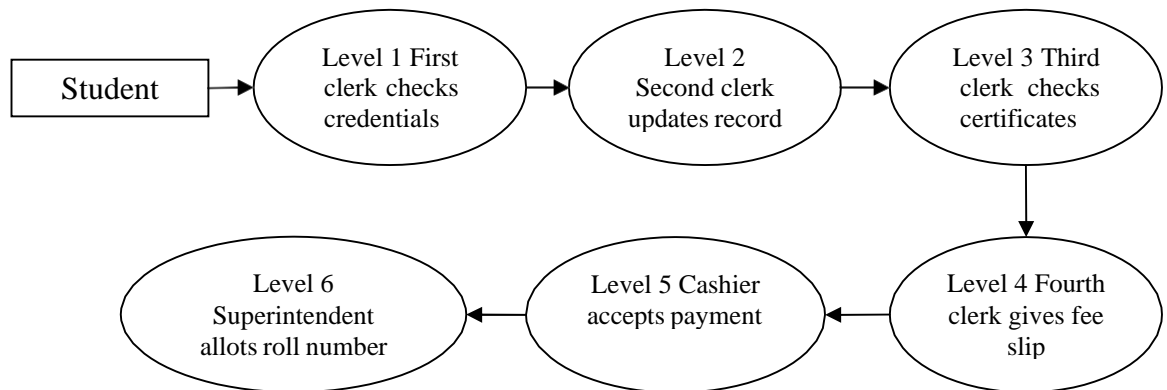 Student
Level 1 First
clerk checks
credentials
Level 2
Second clerk
updates record
Level 3 Third
clerk checks
certificates
Level 4 Fourth
clerk gives fee
slip
Level 5 Cashier
accepts payment
Level 6
Superintendent
allots roll number